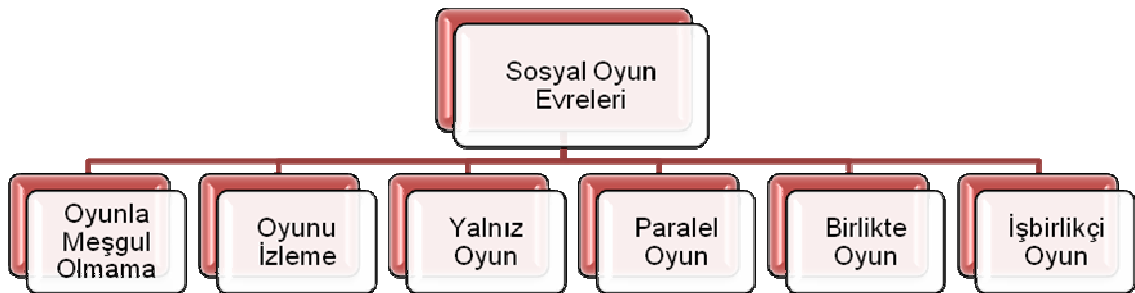 Sosyal Oyun
Evreleri
Oyunla
Meşgul
Olmama
Oyunu
İzleme
Yalnız
Oyun
Paralel
Oyun
Birlikte
Oyun
İşbirlikçi
Oyun